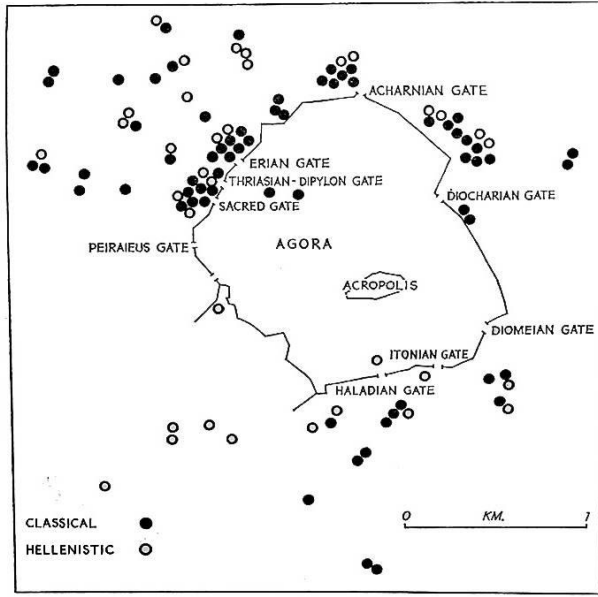 ACHARNIAN GATE
ERIAN GATE
THRIASIAN-DIPYLON GATE
DIOCHARIAN GATE
SACRED GATE
AGORA
PEIRAIEUS GATE
ACROPOLIS
DIOMEIAN GATE
ITONIAN GATE
HALADIAN GATE
CLASSICAL
HELLENISTIC
0 KM. 1